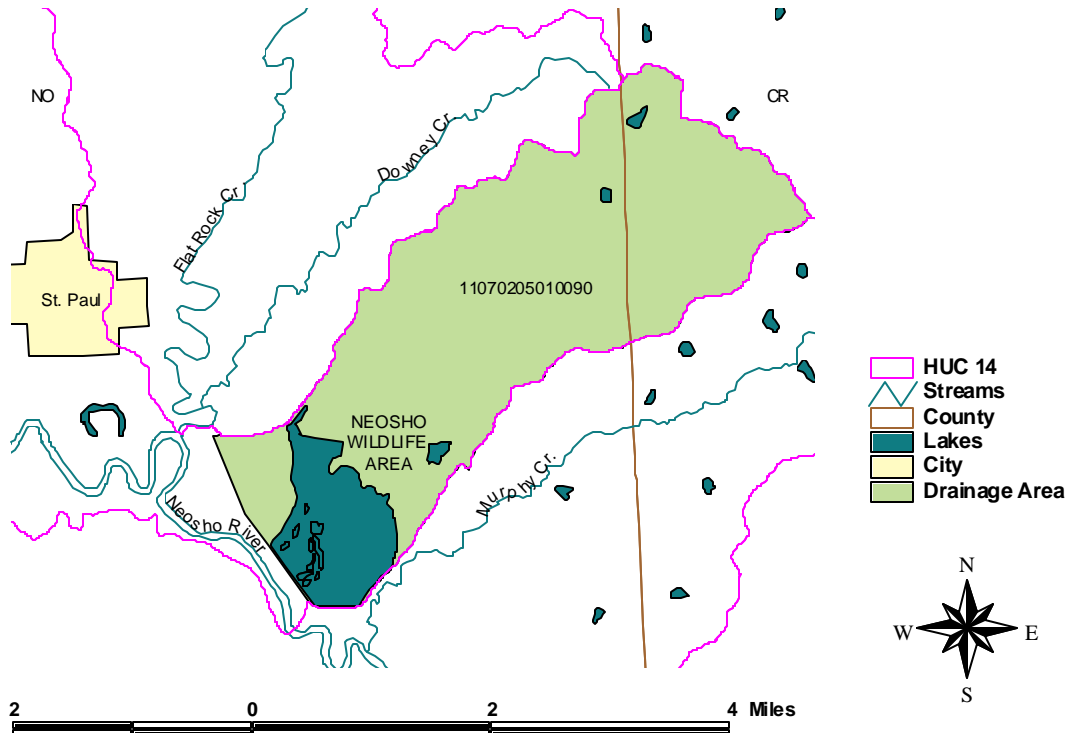 NO
CR
Flat Rock Cr
Downey Cr.
St. Paul
11070205010090
NEOSHO
WILDLIFE
AREA
Murphy Cr.
Neosho River
HUC 14
Streams
County
Lakes
City
Drainage Area
N
W
E
S
2 0 2 4 Miles